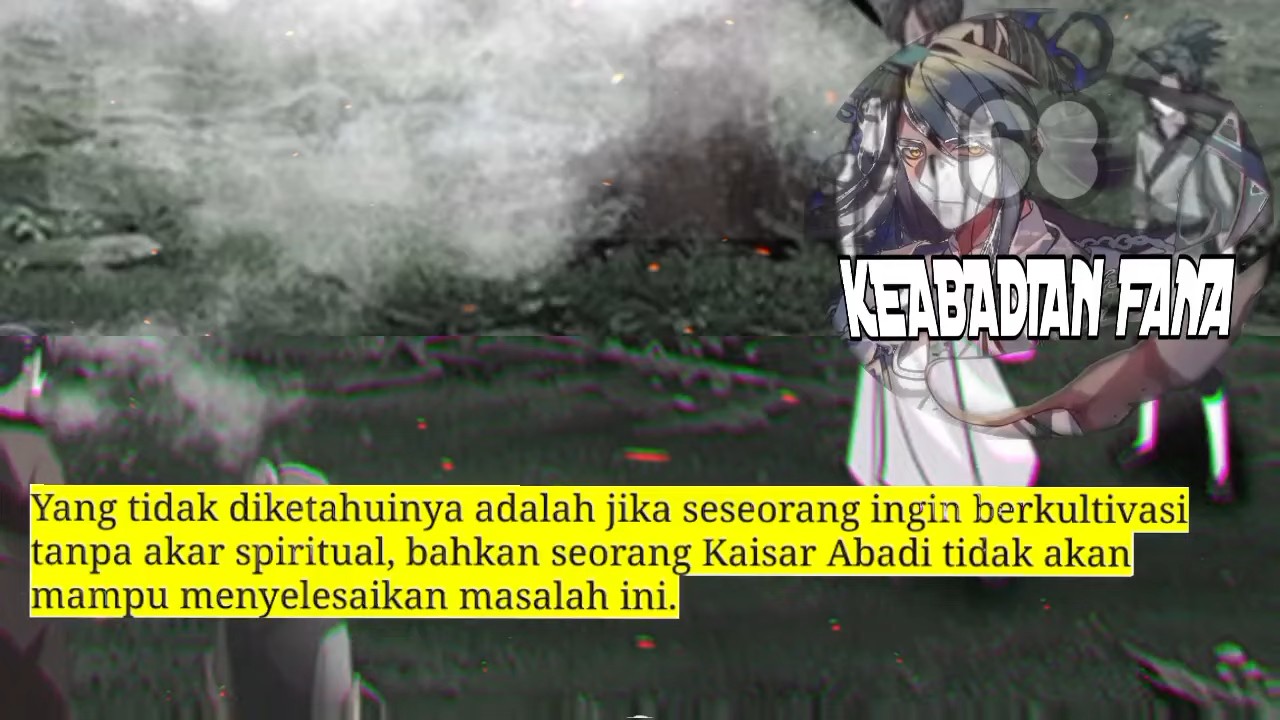 68
KEABADIAN FANA
Yang tidak diketahuinya adalah jika seseorang ingin berkultivasi
tanpa akar spiritual, bahkan seorang Kaisar Abadi tidak akan
mampu menyelesaikan masalah ini.